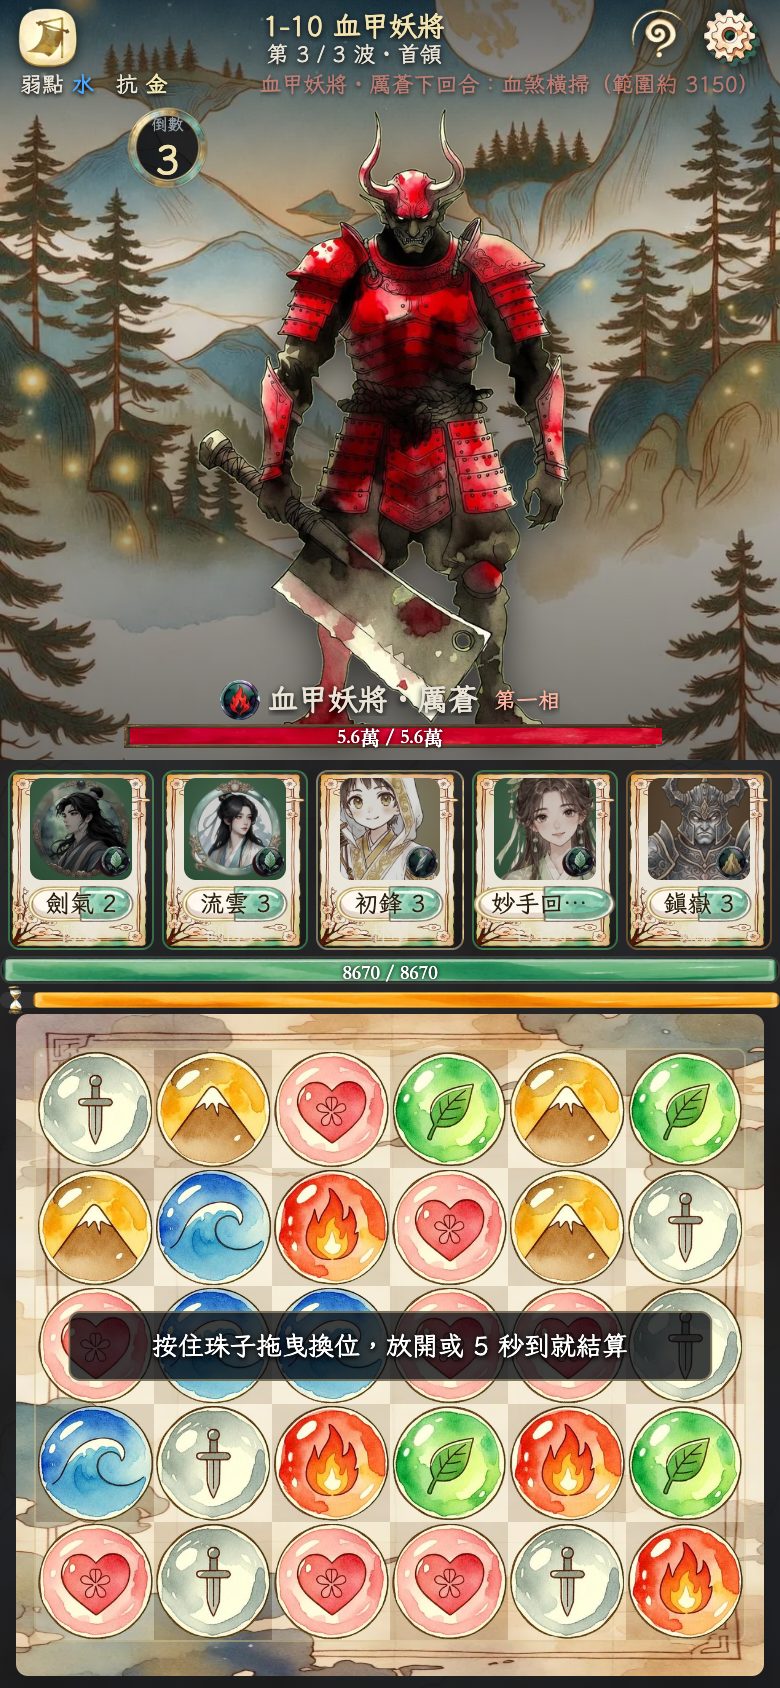 1-10 血甲妖將
第 3 / 3 波・首領
弱點 水 抗 金
血甲妖將・厲蒼下回合：血煞橫掃（範圍約 3150）
倒數
3
血甲妖將・厲蒼 第一相
5.6萬 / 5.6萬
劍氣 2
流雲 3
初鋒 3
妙手回…
鎮嶽 3
8670 / 8670
按住珠子拖曳換位，放開或 5 秒到就結算